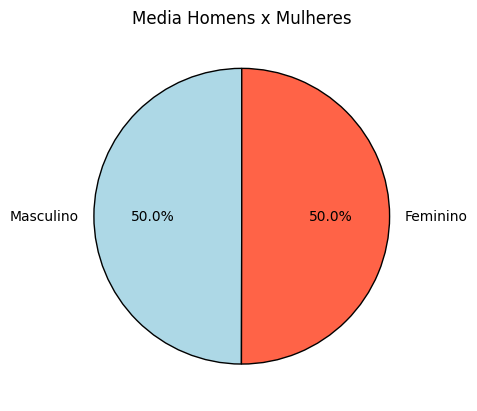 Media Homens x Mulheres
Masculino
50.0%
50.0%
Feminino